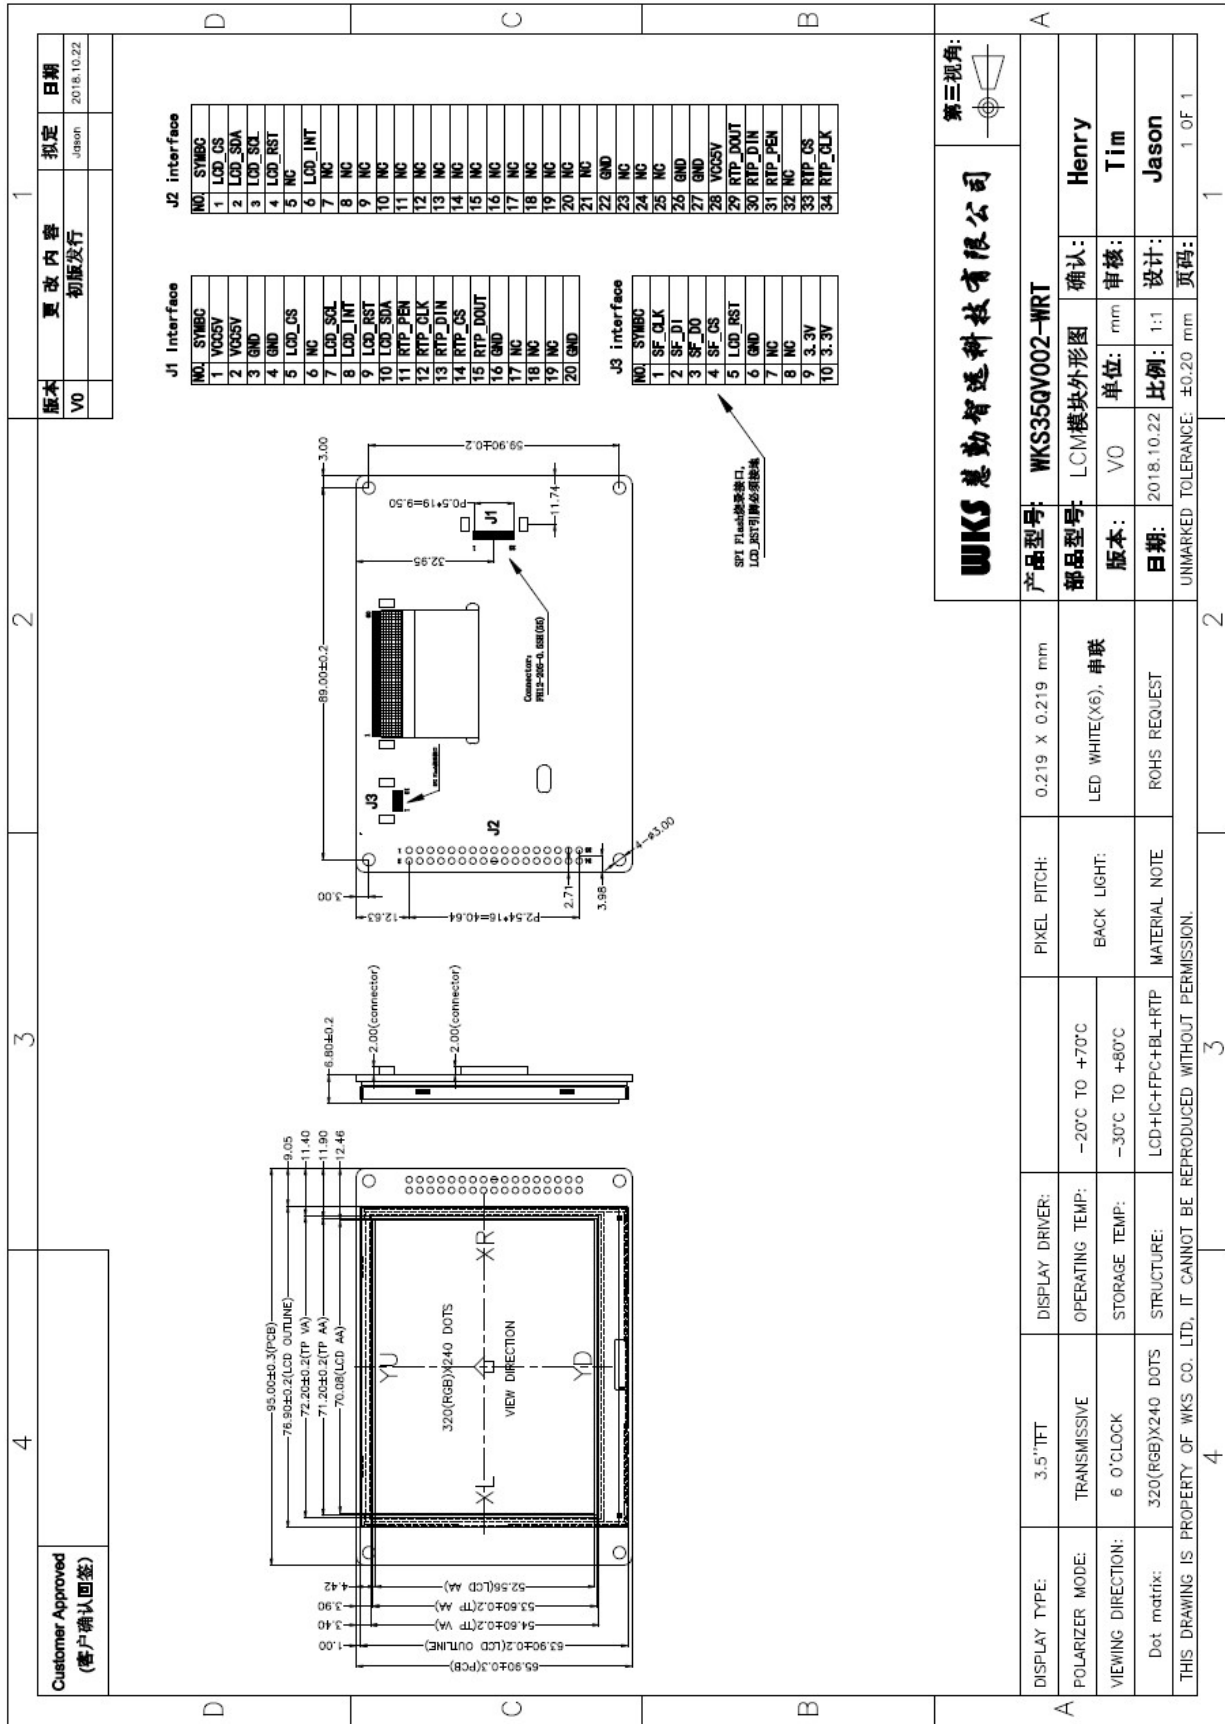 4
3
2
1
Customer Approved
(客户确认回签)
版本 更 改 内 容 拟定 日期
V0 初版发行 Jason 2018.10.22
D
C
B
A
95.00±0.3(PCB)
76.90±0.2(LCD OUTLINE)
9.05
72.20±0.2(TP VA)
11.40
71.20±0.2(TP AA)
11.90
70.08(LCD AA)
12.46
65.90±0.3(PCB)
63.90±0.2(LCD OUTLINE)
1.00
54.60±0.2(TP VA)
3.40
53.60±0.2(TP AA)
3.90
52.56(LCD AA)
4.42
YU
XL
XR
YD
320(RGB)X240 DOTS
VIEW DIRECTION
6.80±0.2
2.00(connector)
2.00(connector)
3.00
89.00±0.2
3.00
12.63
P2.54*16=40.64
2.71
3.98
4-ø3.00
J3
J2
J1
32.95
P0.5*19=9.50
11.74
59.90±0.2
Connector:
SPI Flash烧录接口,
LCD_RST引脚必须接地
J1 Interface
NO. SYMBC
1 VCC5V
2 VCC5V
3 GND
4 GND
5 LCD_CS
6 NC
7 LCD_SCL
8 LCD_INT
9 LCD_RST
10 LCD_SDA
11 RTP_PEN
12 RTP_CLK
13 RTP_DIN
14 RTP_CS
15 RTP_DOUT
16 GND
17 NC
18 NC
19 NC
20 GND
J2 interface
NO. SYMBC
1 LCD_CS
2 LCD_SDA
3 LCD_SCL
4 LCD_RST
5 NC
6 LCD_INT
7 NC
8 NC
9 NC
10 NC
11 NC
12 NC
13 NC
14 NC
15 NC
16 NC
17 NC
18 NC
19 NC
20 NC
21 NC
22 GND
23 NC
24 NC
25 NC
26 GND
27 GND
28 VCC5V
29 RTP_DOUT
30 RTP_DIN
31 RTP_PEN
32 NC
33 RTP_CS
34 RTP_CLK
J3 interface
NO. SYMBC
1 SF_CLK
2 SF_DI
3 SF_DO
4 SF_CS
5 LCD_RST
6 GND
7 NC
8 NC
9 3.3V
10 3.3V
WKS 慧勤智远科技有限公司
第三视角:
DISPLAY TYPE: 3.5"TFT DISPLAY DRIVER: PIXEL PITCH: 0.219 X 0.219 mm 产品型号: WKS35QV002-WRT
POLARIZER MODE: TRANSMISSIVE OPERATING TEMP: -20°C TO +70°C BACK LIGHT: LED WHITE(X6), 串联 部品型号: LCM模块外形图 确认: Henry
VIEWING DIRECTION: 6 O'CLOCK STORAGE TEMP: -30°C TO +80°C 版本: V0 单位: mm 审核: Tim
Dot matrix: 320(RGB)X240 DOTS STRUCTURE: LCD+IC+FPC+BL+RTP MATERIAL NOTE ROHS REQUEST 日期: 2018.10.22 比例: 1:1 设计: Jason
THIS DRAWING IS PROPERTY OF WKS CO. LTD, IT CANNOT BE REPRODUCED WITHOUT PERMISSION. UNMARKED TOLERANCE: ±0.20 mm 页码: 1 OF 1
D
C
B
A
4
3
2
1